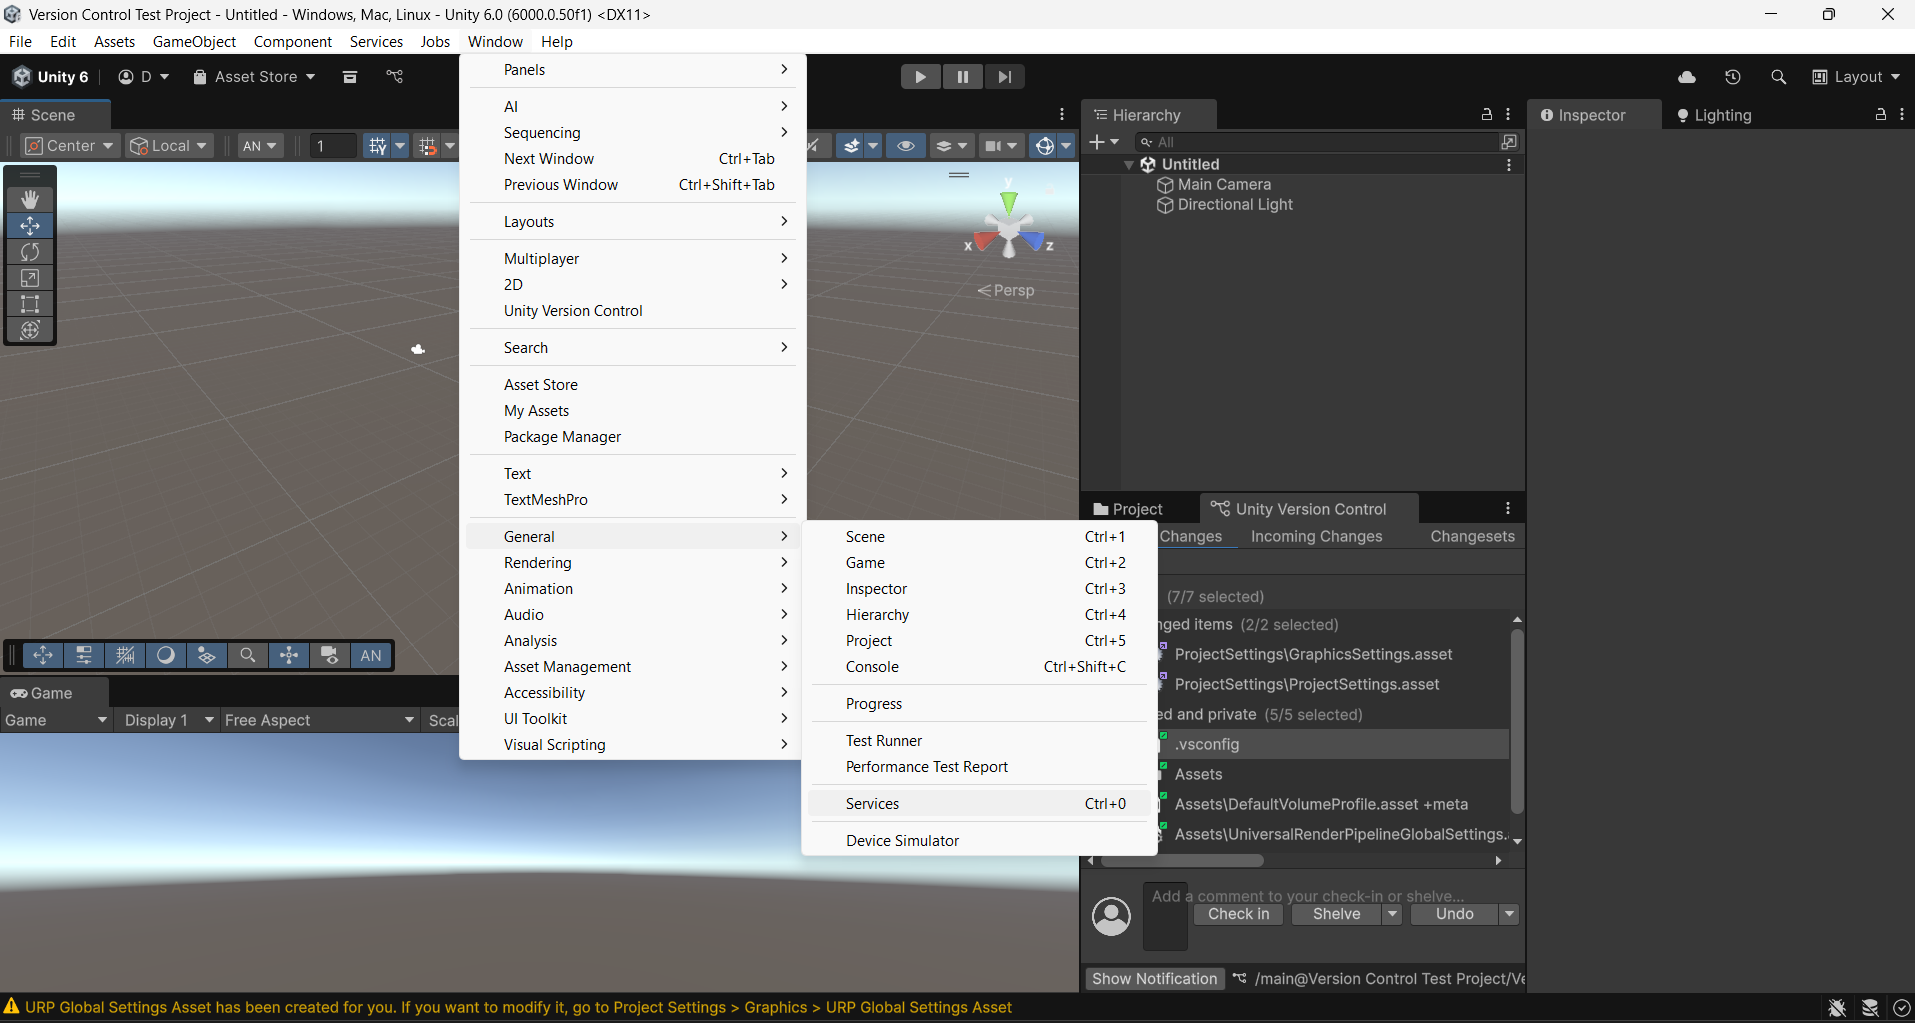 Version Control Test Project - Untitled - Windows, Mac, Linux - Unity 6.0 (6000.0.50f1) <DX11>
File Edit Assets GameObject Component Services Jobs Window Help
Unity 6 D Asset Store Layout
Scene
Center Local AN 1
Persp
y
x z
AN
Game
Game Display 1 Free Aspect Scal
Panels
AI
Sequencing
Next Window Ctrl+Tab
Previous Window Ctrl+Shift+Tab
Layouts
Multiplayer
2D
Unity Version Control
Search
Asset Store
My Assets
Package Manager
Text
TextMeshPro
General
Rendering
Animation
Audio
Analysis
Asset Management
Accessibility
UI Toolkit
Visual Scripting
Scene Ctrl+1
Game Ctrl+2
Inspector Ctrl+3
Hierarchy Ctrl+4
Project Ctrl+5
Console Ctrl+Shift+C
Progress
Test Runner
Performance Test Report
Services Ctrl+0
Device Simulator
Hierarchy
All
Untitled
Main Camera
Directional Light
Inspector Lighting
Project Unity Version Control
Changes Incoming Changes Changesets
(7/7 selected)
nged items (2/2 selected)
ProjectSettings\GraphicsSettings.asset
ProjectSettings\ProjectSettings.asset
ed and private (5/5 selected)
.vsconfig
Assets
Assets\DefaultVolumeProfile.asset +meta
Assets\UniversalRenderPipelineGlobalSettings.
Add a comment to your check-in or shelve...
Check in Shelve Undo
Show Notification /main@Version Control Test Project/Ve
URP Global Settings Asset has been created for you. If you want to modify it, go to Project Settings > Graphics > URP Global Settings Asset